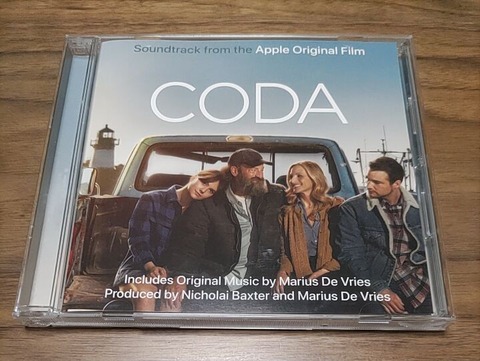 Soundtrack from the Apple Original Film
CODA
Includes Original Music by Marius De Vries
Produced by Nicholai Baxter and Marius De Vries